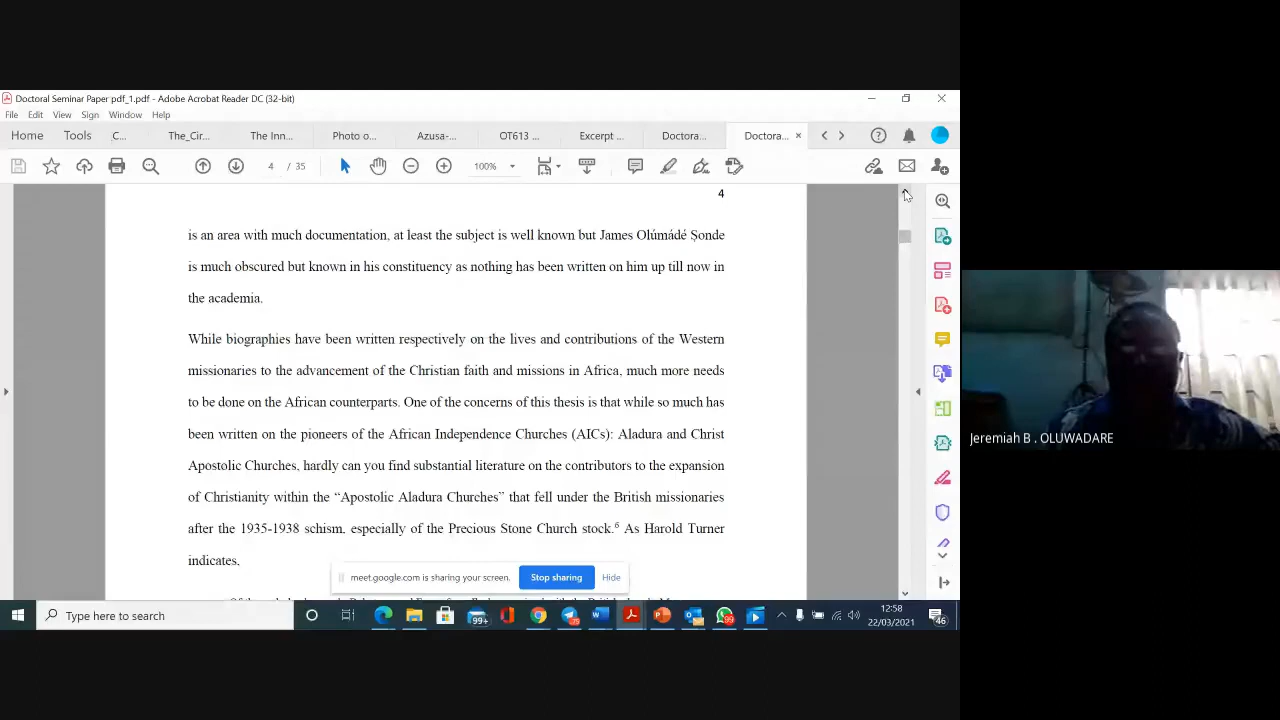 Doctoral Seminar Paper pdf_1.pdf - Adobe Acrobat Reader DC (32-bit)
File Edit View Sign Window Help
Home Tools C... The_Cir... The Inn... Photo o... Azusa-... OT613 ... Excerpt ... Doctora... Doctora... ×
4 / 35 100%
4
is an area with much documentation, at least the subject is well known but James Olúmádé Ṣonde
is much obscured but known in his constituency as nothing has been written on him up till now in
the academia.
While biographies have been written respectively on the lives and contributions of the Western
missionaries to the advancement of the Christian faith and missions in Africa, much more needs
to be done on the African counterparts. One of the concerns of this thesis is that while so much has
been written on the pioneers of the African Independence Churches (AICs): Aladura and Christ
Apostolic Churches, hardly can you find substantial literature on the contributors to the expansion
of Christianity within the “Apostolic Aladura Churches” that fell under the British missionaries
after the 1935-1938 schism, especially of the Precious Stone Church stock.⁶ As Harold Turner
indicates,
meet.google.com is sharing your screen. Stop sharing Hide
Jeremiah B . OLUWADARE
Type here to search
99+
99
12:58
22/03/2021
46